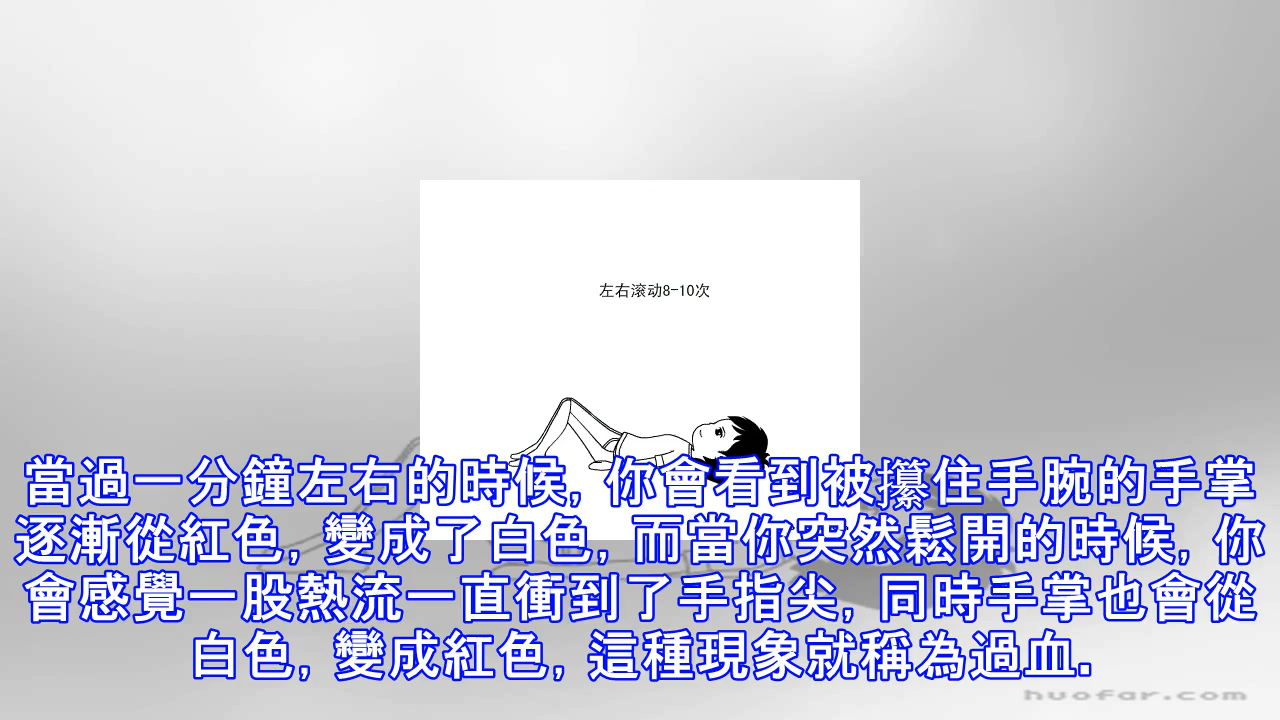 左右滚动8-10次
當過一分鐘左右的時候, 你會看到被攥住手腕的手掌
逐漸從紅色, 變成了白色, 而當你突然鬆開的時候, 你
會感覺一股熱流一直衝到了手指尖, 同時手掌也會從
白色, 變成紅色, 這種現象就稱為過血.
huofar.com